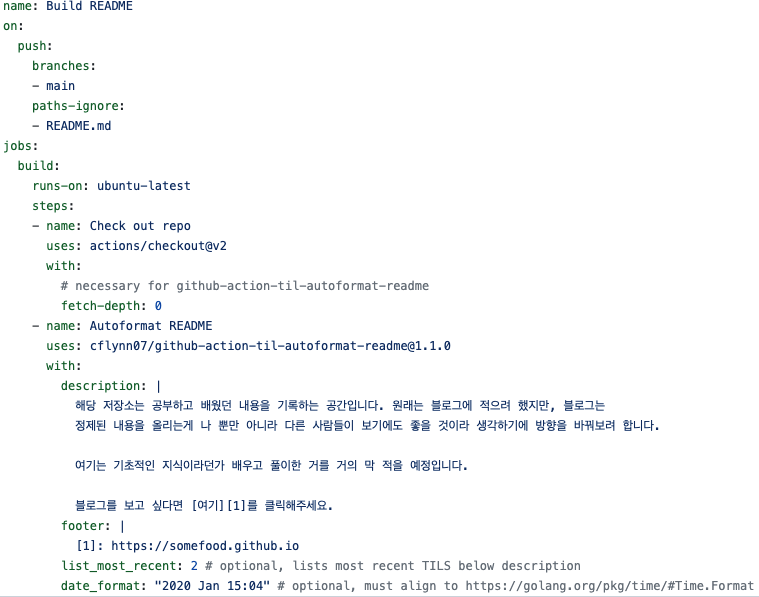 name: Build README
on:
  push:
    branches:
    - main
    paths-ignore:
    - README.md
jobs:
  build:
    runs-on: ubuntu-latest
    steps:
    - name: Check out repo
      uses: actions/checkout@v2
      with:
        # necessary for github-action-til-autoformat-readme
        fetch-depth: 0
    - name: Autoformat README
      uses: cflynn07/github-action-til-autoformat-readme@1.1.0
      with:
        description: |
          해당 저장소는 공부하고 배웠던 내용을 기록하는 공간입니다. 원래는 블로그에 적으려 했지만, 블로그는
          정제된 내용을 올리는게 나 뿐만 아니라 다른 사람들이 보기에도 좋을 것이라 생각하기에 방향을 바꿔보려 합니다.

          여기는 기초적인 지식이라던가 배우고 풀이한 거를 거의 막 적을 예정입니다.

          블로그를 보고 싶다면 [여기][1]를 클릭해주세요.
        footer: |
          [1]: https://somefood.github.io
        list_most_recent: 2 # optional, lists most recent TILS below description
        date_format: "2020 Jan 15:04" # optional, must align to https://golang.org/pkg/time/#Time.Format